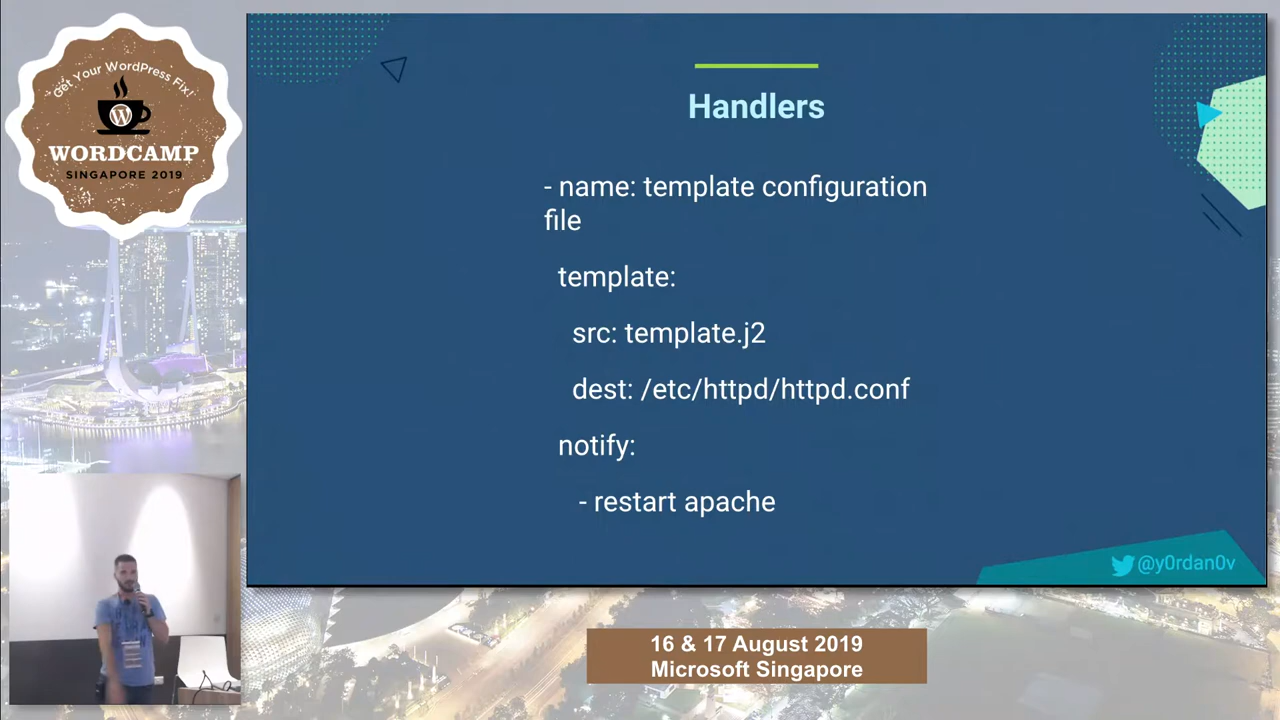 Get Your WordPress Fix!
WORDCAMP
SINGAPORE 2019
Handlers
- name: template configuration
file
template:
src: template.j2
dest: /etc/httpd/httpd.conf
notify:
- restart apache
@y0rdan0v
16 & 17 August 2019
Microsoft Singapore